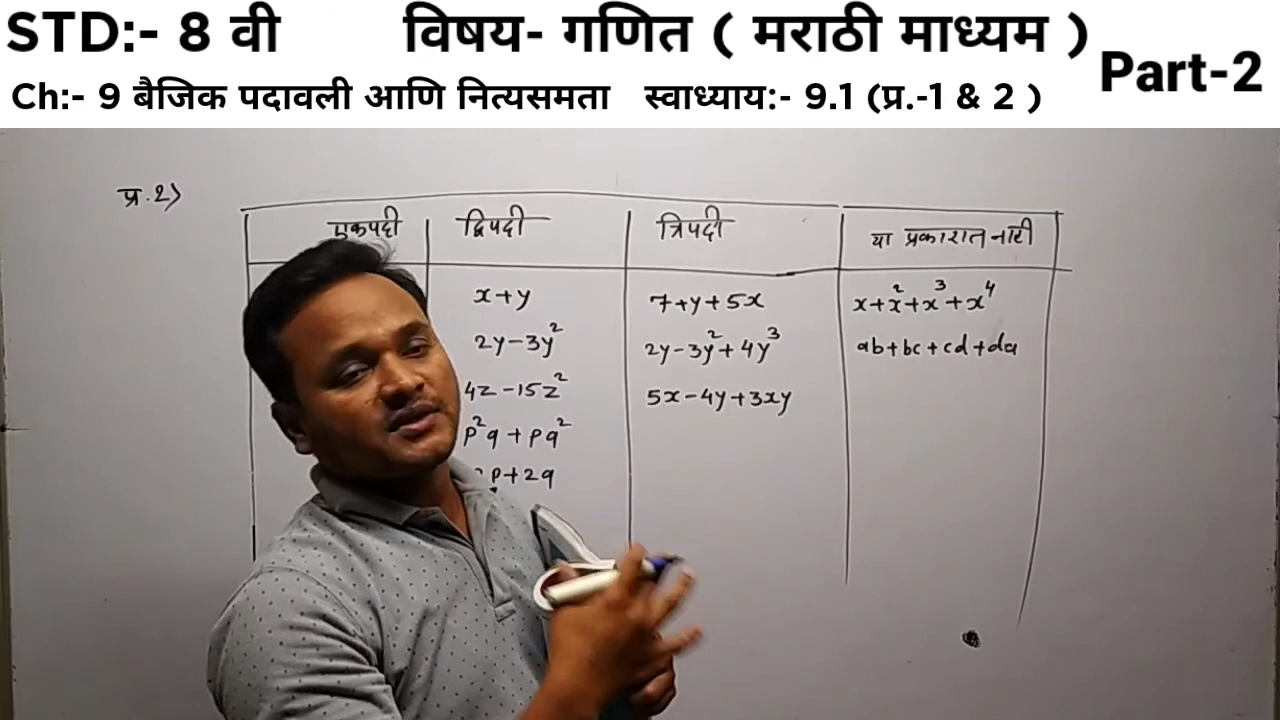 STD:- 8 वी विषय- गणित ( मराठी माध्यम )
Part-2
Ch:- 9 बैजिक पदावली आणि नित्यसमता स्वाध्याय:- 9.1 (प्र.-1 & 2 )
प्र.2)
एकपदी द्विपदी त्रिपदी या प्रकारात नाही
x+y 7+y+5x x+x²+x³+x⁴
2y-3y² 2y-3y²+4y³ ab+bc+cd+da
4z-15z² 5x-4y+3xy
p²q+pq²
p+2q